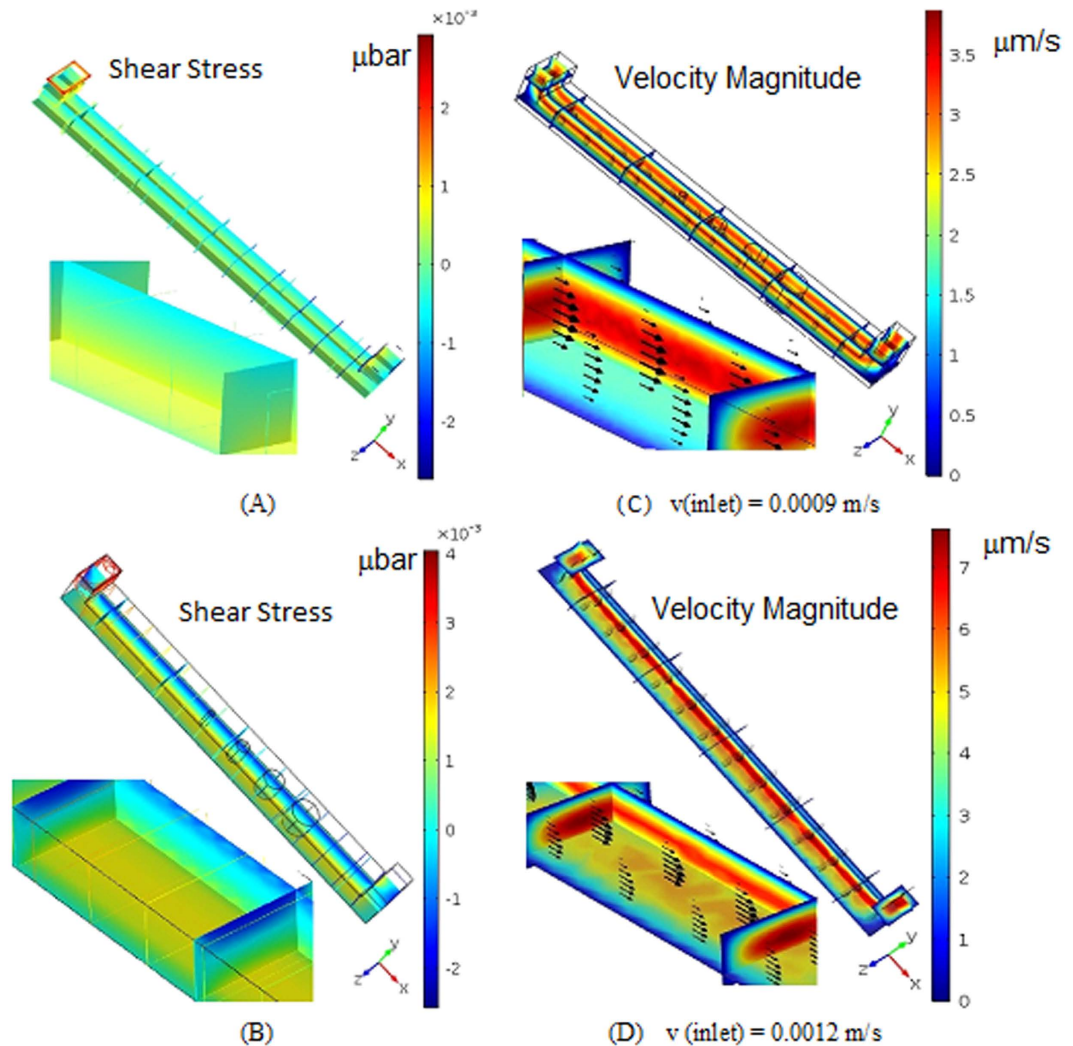 ×10⁻³
μbar
Shear Stress
2
1
0
-1
-2
y
z
x
(A)
μm/s
Velocity Magnitude
3.5
3
2.5
2
1.5
1
0.5
0
y
z
x
(C) v(inlet) = 0.0009 m/s
×10⁻³
μbar
4
Shear Stress
3
2
1
0
-1
-2
y
z
x
(B)
μm/s
Velocity Magnitude
7
6
5
4
3
2
1
0
y
z
x
(D) v (inlet) = 0.0012 m/s